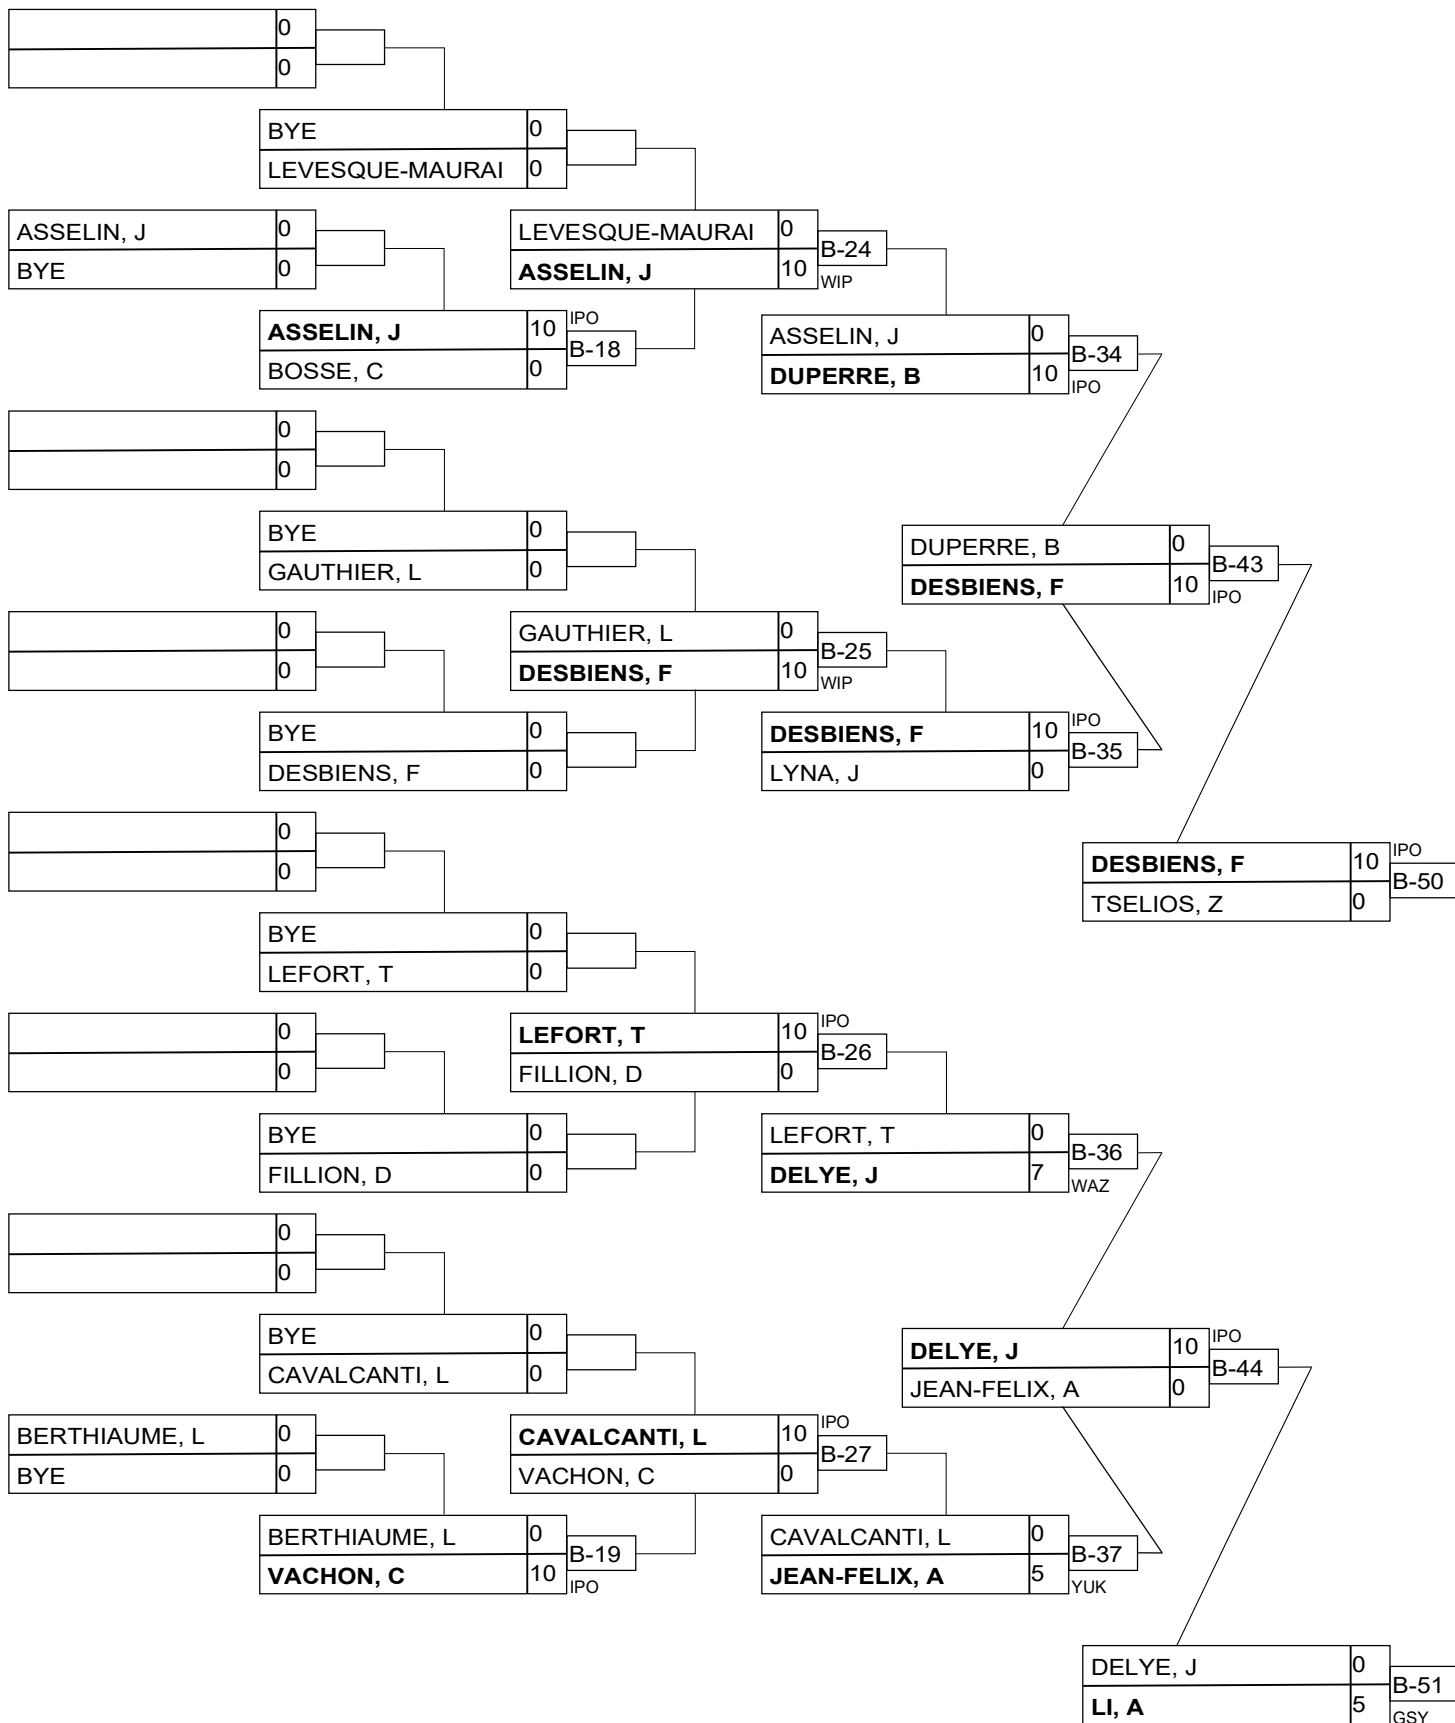 0
0
BYE 0
LEVESQUE-MAURAI 0
ASSELIN, J 0
BYE 0
LEVESQUE-MAURAI 0
ASSELIN, J 10
B-24
WIP
ASSELIN, J 10
BOSSE, C 0
IPO
B-18
ASSELIN, J 0
DUPERRE, B 10
B-34
IPO
0
0
BYE 0
GAUTHIER, L 0
DUPERRE, B 0
DESBIENS, F 10
B-43
IPO
0
0
GAUTHIER, L 0
DESBIENS, F 10
B-25
WIP
BYE 0
DESBIENS, F 0
DESBIENS, F 10
LYNA, J 0
IPO
B-35
0
0
DESBIENS, F 10
TSELIOS, Z 0
IPO
B-50
BYE 0
LEFORT, T 0
0
0
LEFORT, T 10
FILLION, D 0
IPO
B-26
BYE 0
FILLION, D 0
LEFORT, T 0
DELYE, J 7
B-36
WAZ
0
0
BYE 0
CAVALCANTI, L 0
DELYE, J 10
JEAN-FELIX, A 0
IPO
B-44
BERTHIAUME, L 0
BYE 0
CAVALCANTI, L 10
VACHON, C 0
IPO
B-27
BERTHIAUME, L 0
VACHON, C 10
B-19
IPO
CAVALCANTI, L 0
JEAN-FELIX, A 5
B-37
YUK
DELYE, J 0
LI, A 5
B-51
GSY